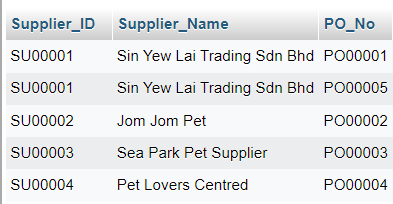 Supplier_ID Supplier_Name PO_No
SU00001 Sin Yew Lai Trading Sdn Bhd PO00001
SU00001 Sin Yew Lai Trading Sdn Bhd PO00005
SU00002 Jom Jom Pet PO00002
SU00003 Sea Park Pet Supplier PO00003
SU00004 Pet Lovers Centred PO00004